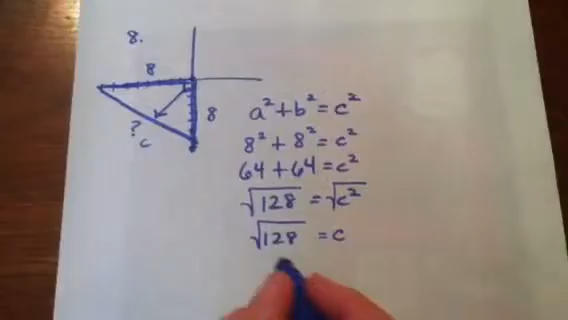 8.
8
8
?
c
a² + b² = c²
8² + 8² = c²
64 + 64 = c²
√128 = √c²
√128 = c